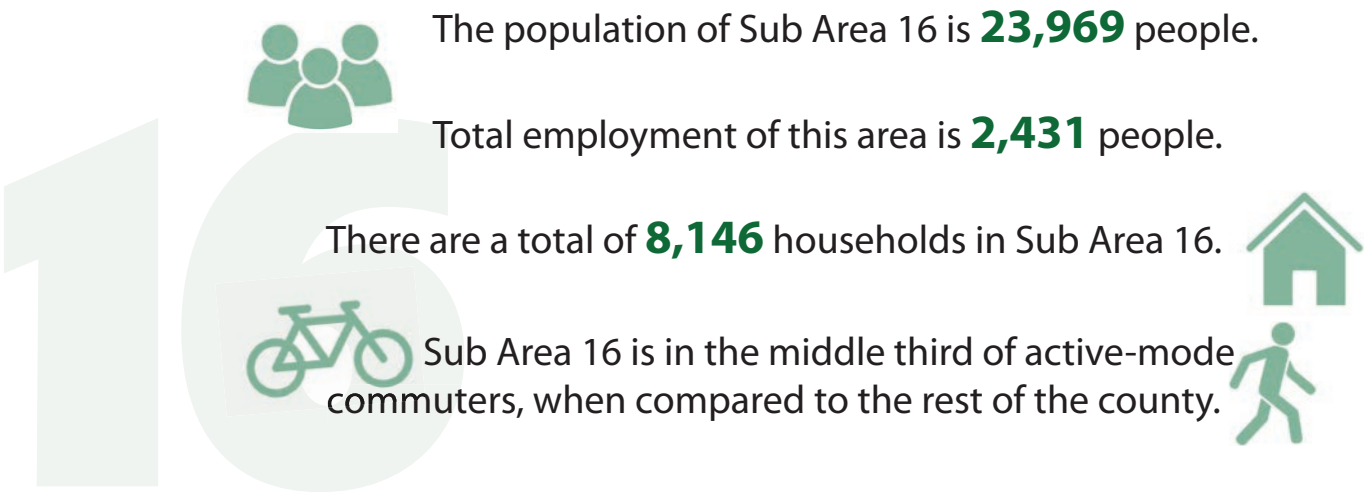 16
The population of Sub Area 16 is 23,969 people.
Total employment of this area is 2,431 people.
There are a total of 8,146 households in Sub Area 16.
Sub Area 16 is in the middle third of active-mode
commuters, when compared to the rest of the county.